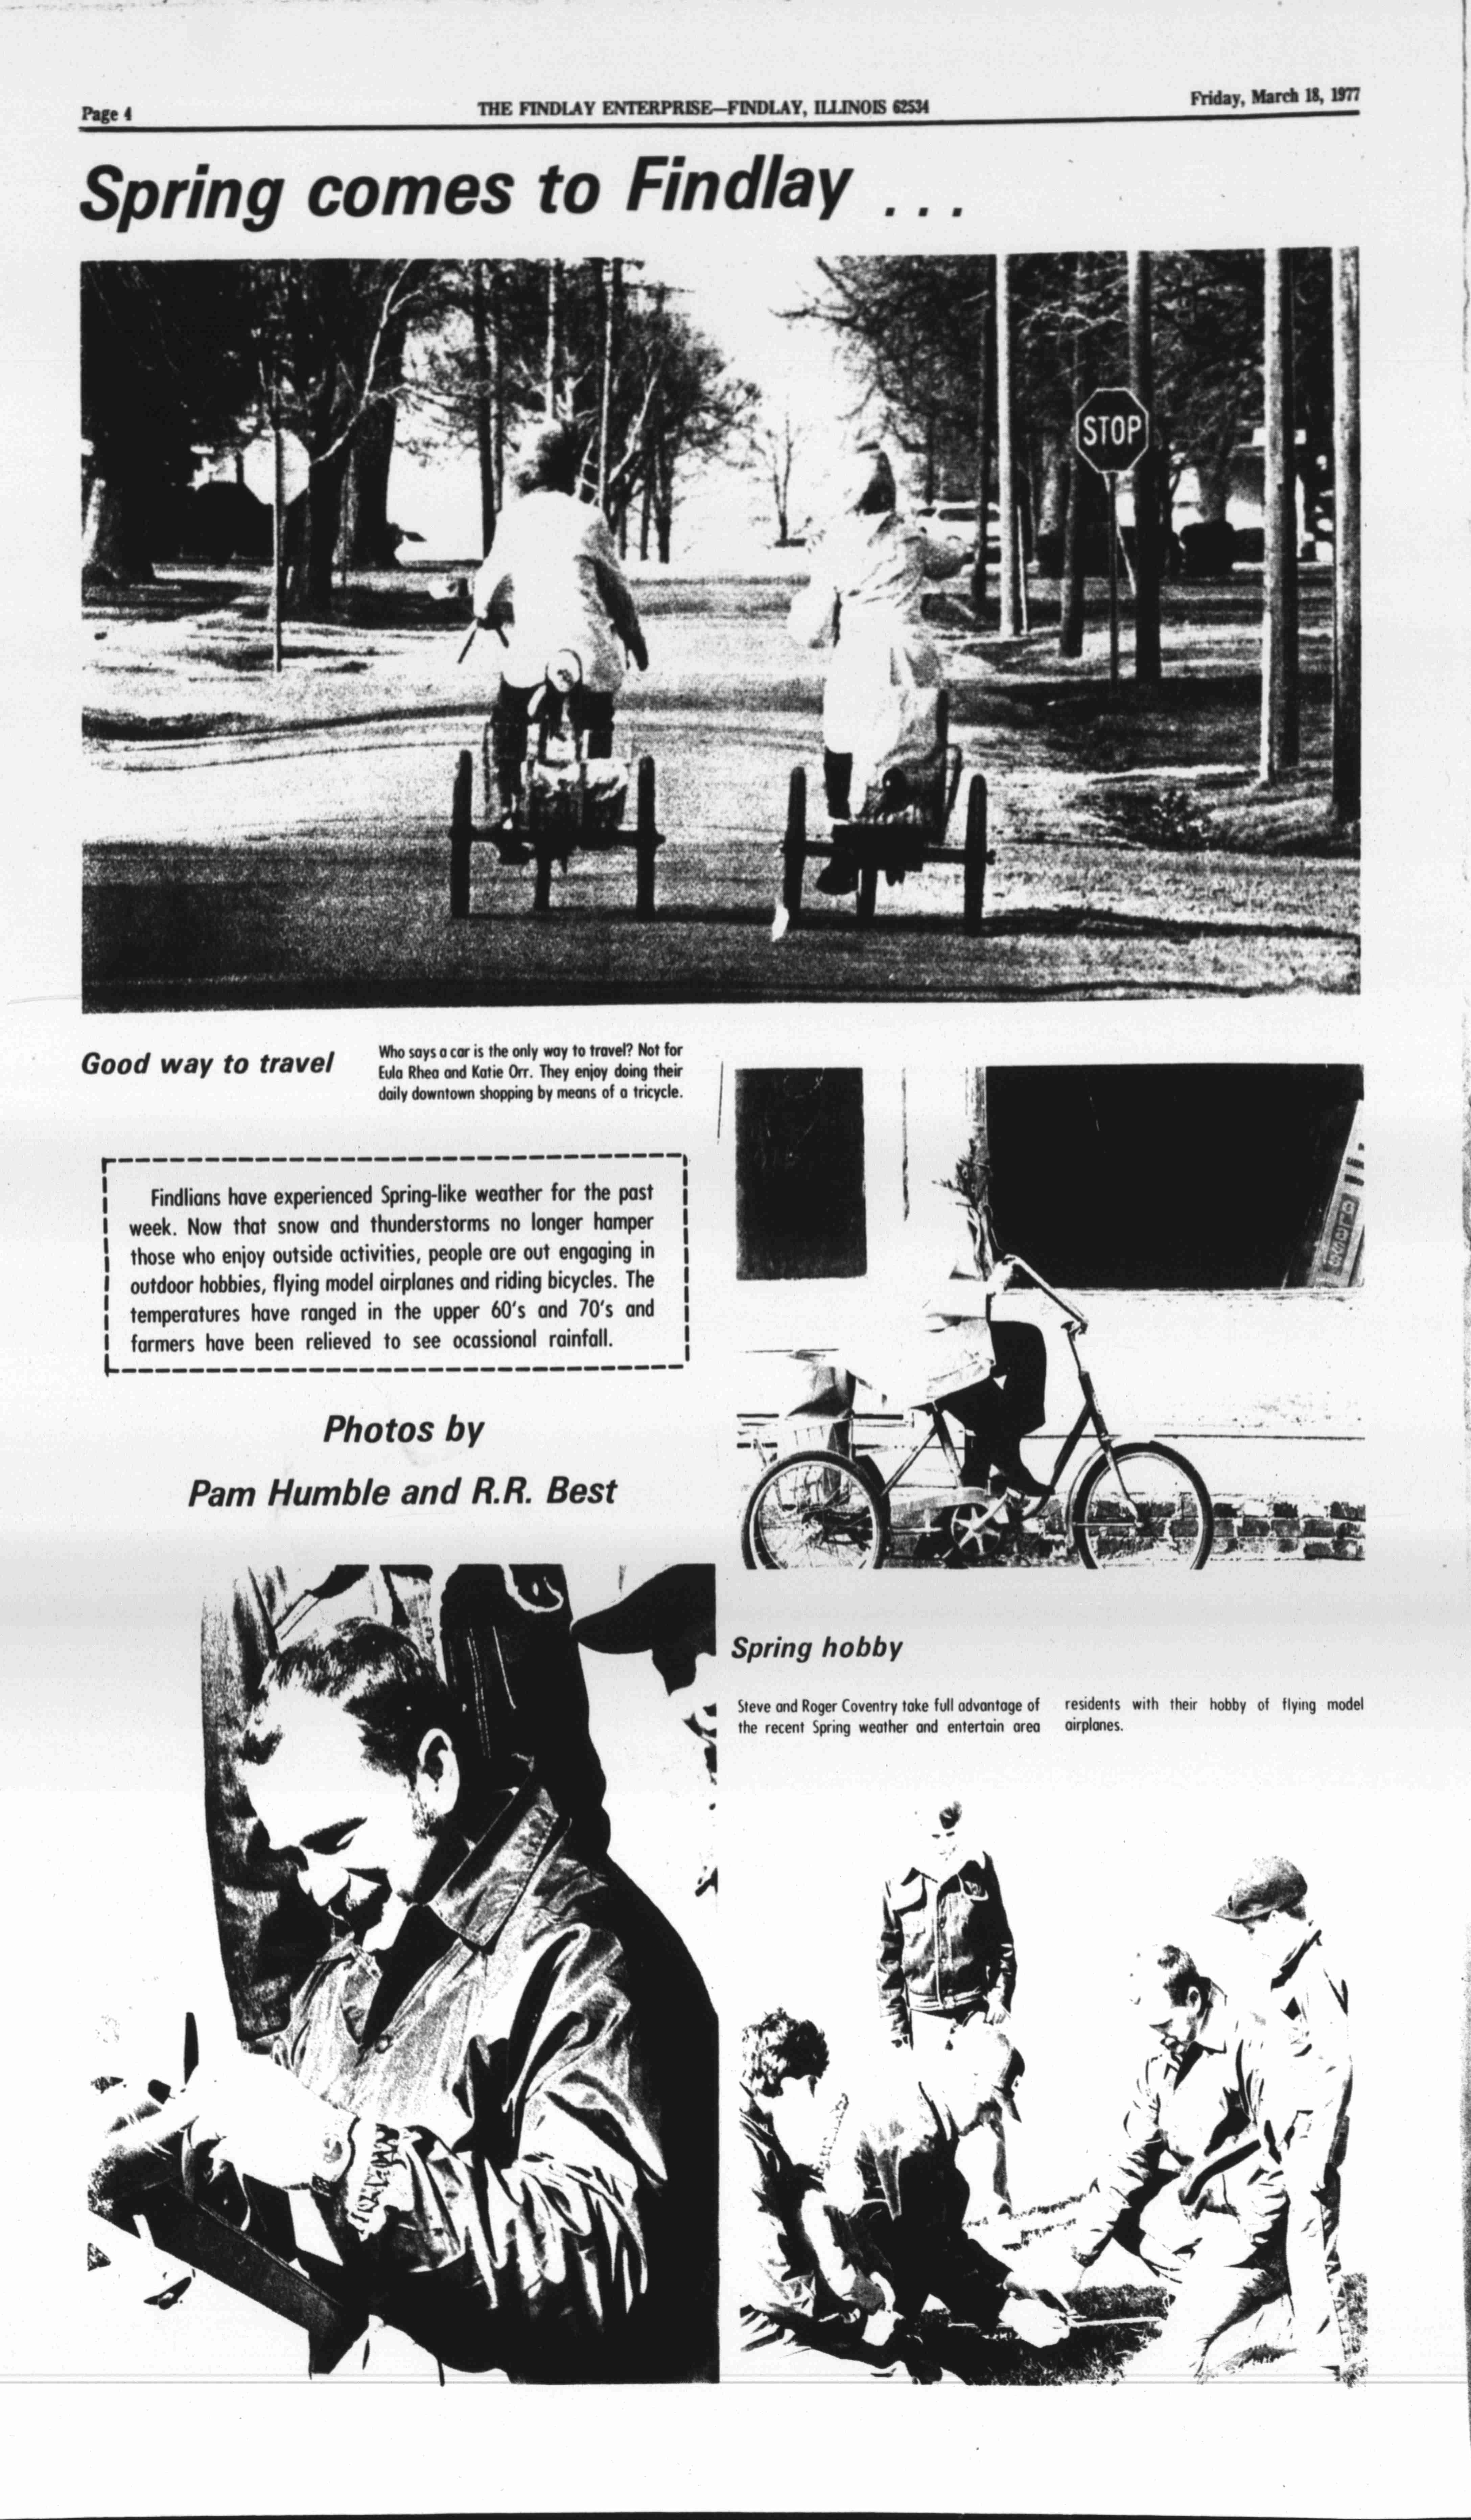 Page 4
THE FINDLAY ENTERPRISE—FINDLAY, ILLINOIS 62534
Friday, March 18, 1977
Spring comes to Findlay ...
STOP
Good way to travel
Who says a car is the only way to travel? Not for
Eula Rhea and Katie Orr. They enjoy doing their
daily downtown shopping by means of a tricycle.
Findlians have experienced Spring-like weather for the past
week. Now that snow and thunderstorms no longer hamper
those who enjoy outside activities, people are out engaging in
outdoor hobbies, flying model airplanes and riding bicycles. The
temperatures have ranged in the upper 60's and 70's and
farmers have been relieved to see ocassional rainfall.
Photos by
Pam Humble and R.R. Best
Spring hobby
Steve and Roger Coventry take full advantage of
the recent Spring weather and entertain area
residents with their hobby of flying model
airplanes.